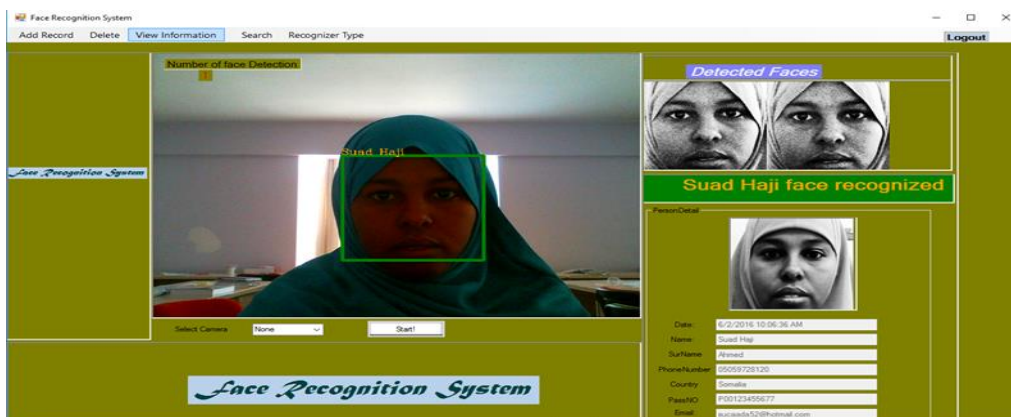 Face Recognition System
Add Record Delete View Information Search Recognizer Type
Logout
Number of face Detection
1
Detected Faces
Suad Haji
Face Recognition System
Suad Haji face recognized
PersonDetail
Select Camera None Start!
Date: 6/2/2016 10:06:36 AM
Name: Suad Haji
SurName Ahmed
PhoneNumber 05059728120
Country Somalia
PassNO P00123455677
Email: sucaada52@hotmail.com
Face Recognition System